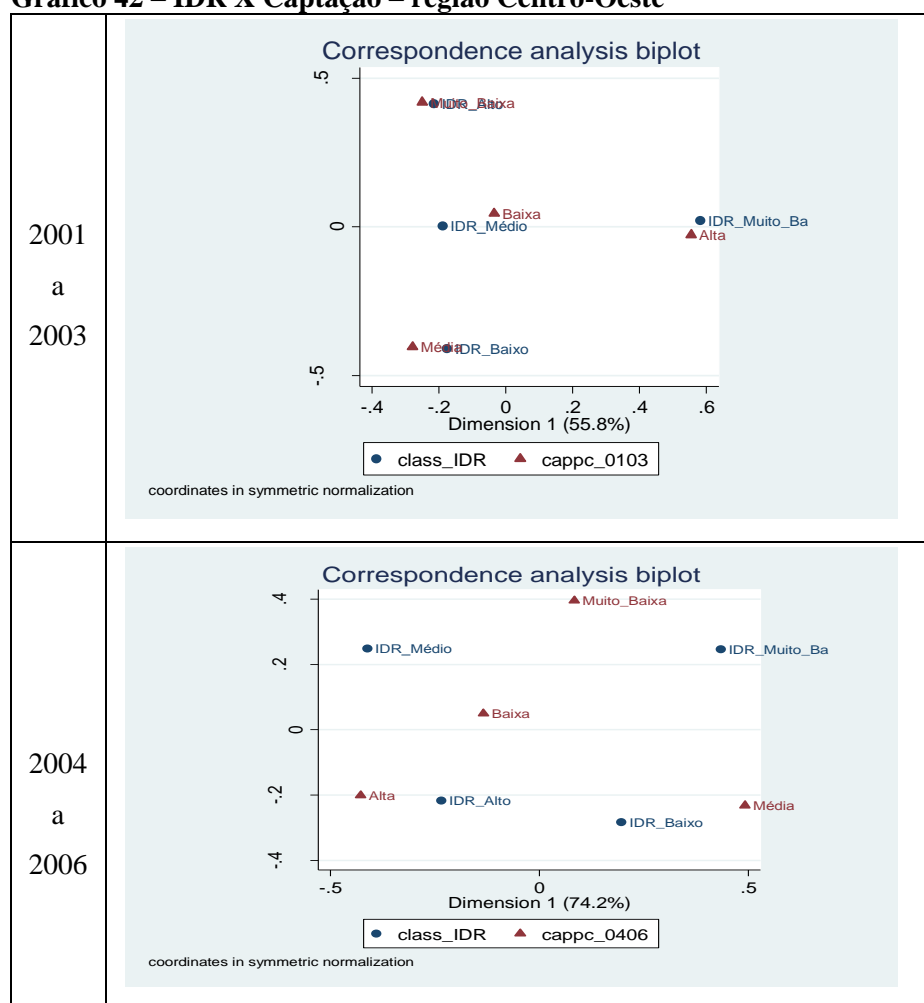 Gráfico 42 – IDR X Captação – região Centro-Oeste
2001
a
2003
Correspondence analysis biplot
.5
0
-.5
Muito_Baixa
IDR_Alto
Baixa
IDR_Médio
IDR_Muito_Ba
Alta
Média
IDR_Baixo
-.4 -.2 0 .2 .4 .6
Dimension 1 (55.8%)
class_IDR cappc_0103
coordinates in symmetric normalization
2004
a
2006
Correspondence analysis biplot
.4
.2
0
-.2
-.4
Muito_Baixa
IDR_Médio
IDR_Muito_Ba
Baixa
Alta
IDR_Alto
Média
IDR_Baixo
-.5 0 .5
Dimension 1 (74.2%)
class_IDR cappc_0406
coordinates in symmetric normalization